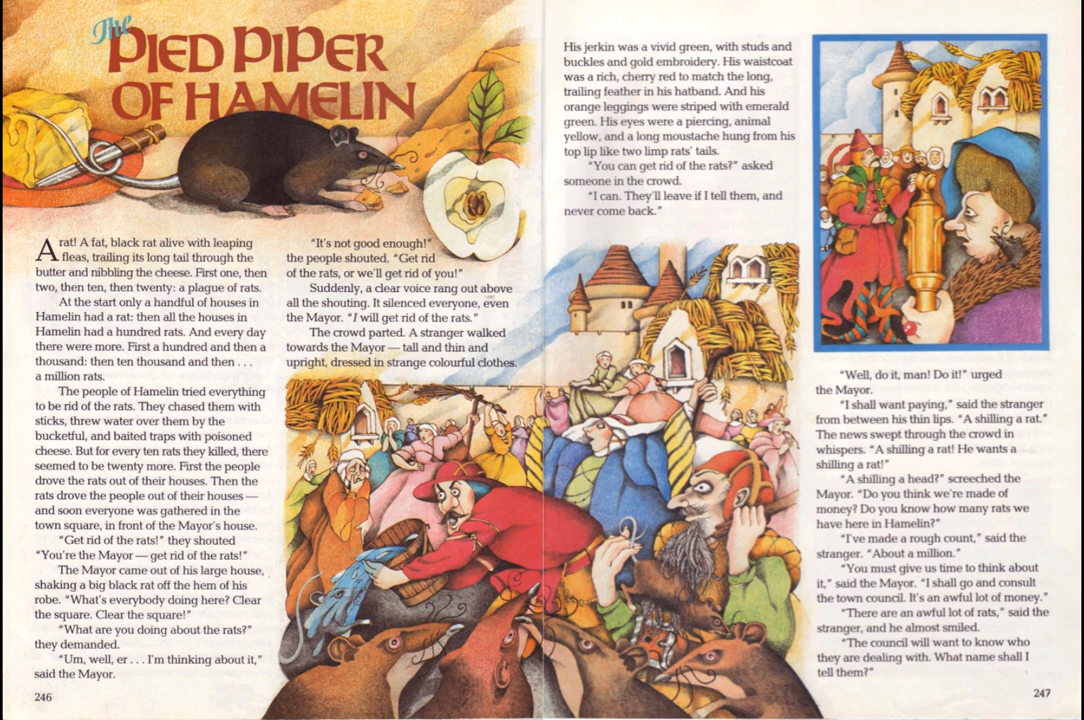 The
PIED PIPER
OF HAMELIN
A rat! A fat, black rat alive with leaping
fleas, trailing its long tail through the
butter and nibbling the cheese. First one, then
two, then ten, then twenty: a plague of rats.
At the start only a handful of houses in
Hamelin had a rat: then all the houses in
Hamelin had a hundred rats. And every day
there were more. First a hundred and then a
thousand: then ten thousand and then . . .
a million rats.
The people of Hamelin tried everything
to be rid of the rats. They chased them with
sticks, threw water over them by the
bucketful, and baited traps with poisoned
cheese. But for every ten rats they killed, there
seemed to be twenty more. First the people
drove the rats out of their houses. Then the
rats drove the people out of their houses —
and soon everyone was gathered in the
town square, in front of the Mayor's house.
"Get rid of the rats!" they shouted
"You're the Mayor — get rid of the rats!"
The Mayor came out of his large house,
shaking a big black rat off the hem of his
robe. "What's everybody doing here? Clear
the square. Clear the square!"
"What are you doing about the rats?"
they demanded.
"Um, well, er . . . I'm thinking about it,"
said the Mayor.
246
"It's not good enough!"
the people shouted. "Get rid
of the rats, or we'll get rid of you!"
Suddenly, a clear voice rang out above
all the shouting. It silenced everyone, even
the Mayor. "I will get rid of the rats."
The crowd parted. A stranger walked
towards the Mayor — tall and thin and
upright, dressed in strange colourful clothes.
His jerkin was a vivid green, with studs and
buckles and gold embroidery. His waistcoat
was a rich, cherry red to match the long,
trailing feather in his hatband. And his
orange leggings were striped with emerald
green. His eyes were a piercing, animal
yellow, and a long moustache hung from his
top lip like two limp rats' tails.
"You can get rid of the rats?" asked
someone in the crowd.
"I can. They'll leave if I tell them, and
never come back."
"Well, do it, man! Do it!" urged
the Mayor.
"I shall want paying," said the stranger
from between his thin lips. "A shilling a rat."
The news swept through the crowd in
whispers. "A shilling a rat! He wants a
shilling a rat!"
"A shilling a head?" screeched the
Mayor. "Do you think we're made of
money? Do you know how many rats we
have here in Hamelin?"
"I've made a rough count," said the
stranger. "About a million."
"You must give us time to think about
it," said the Mayor. "I shall go and consult
the town council. It's an awful lot of money."
"There are an awful lot of rats," said the
stranger, and he almost smiled.
"The council will want to know who
they are dealing with. What name shall I
tell them?"
247